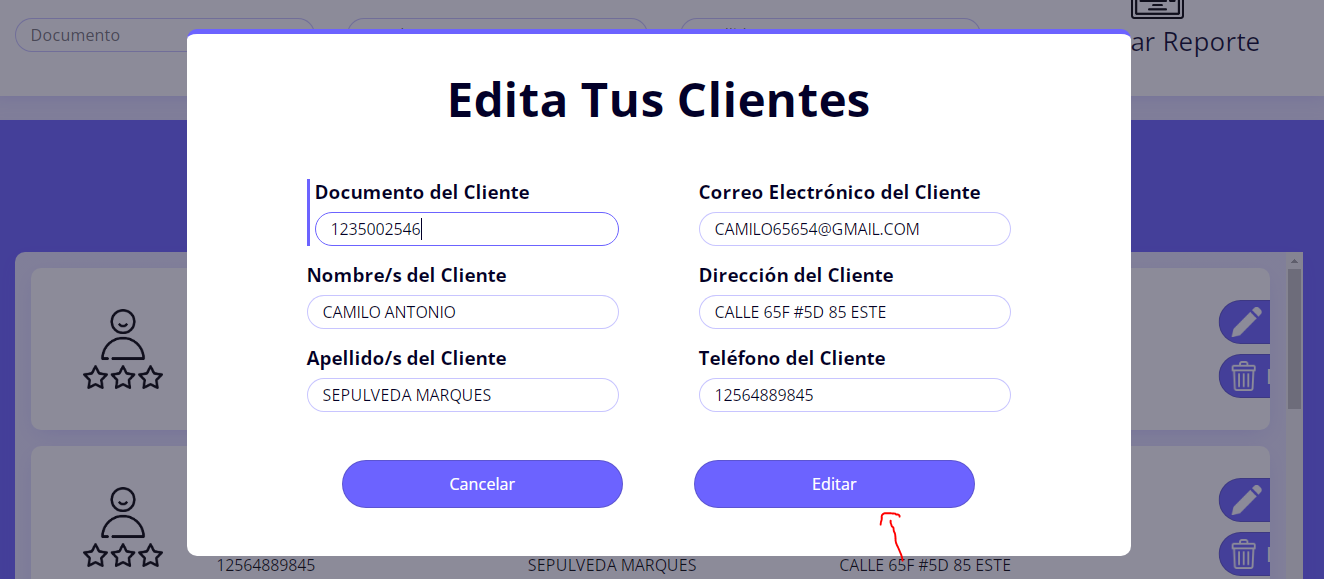 Documento
ar Reporte
Edita Tus Clientes
Documento del Cliente
1235002546
Correo Electrónico del Cliente
CAMILO65654@GMAIL.COM
Nombre/s del Cliente
CAMILO ANTONIO
Dirección del Cliente
CALLE 65F #5D 85 ESTE
Apellido/s del Cliente
SEPULVEDA MARQUES
Teléfono del Cliente
12564889845
Cancelar
Editar
12564889845
SEPULVEDA MARQUES
CALLE 65F #5D 85 ESTE